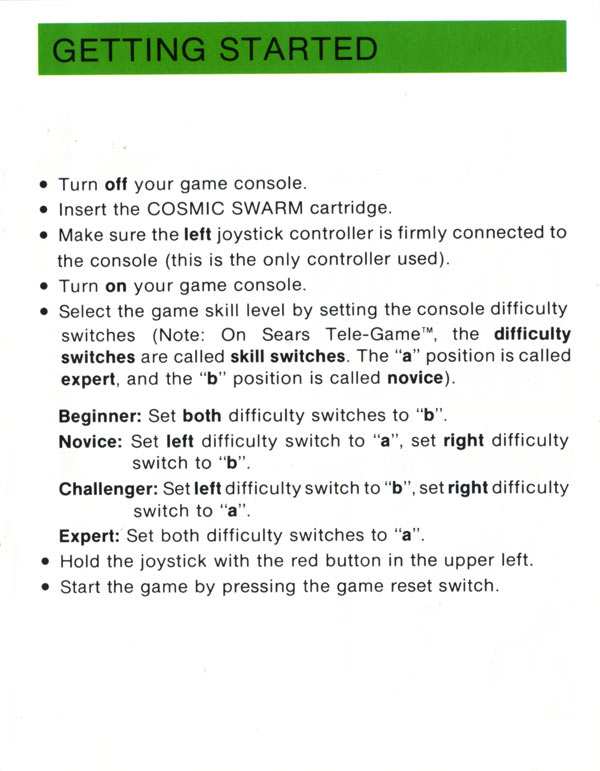 GETTING STARTED
• Turn off your game console.
• Insert the COSMIC SWARM cartridge.
• Make sure the left joystick controller is firmly connected to
the console (this is the only controller used).
• Turn on your game console.
• Select the game skill level by setting the console difficulty
switches (Note: On Sears Tele-Game™, the difficulty
switches are called skill switches. The “a” position is called
expert, and the “b” position is called novice).
Beginner: Set both difficulty switches to “b”.
Novice: Set left difficulty switch to “a”, set right difficulty
switch to “b”.
Challenger: Set left difficulty switch to “b”, set right difficulty
switch to “a”.
Expert: Set both difficulty switches to “a”.
• Hold the joystick with the red button in the upper left.
• Start the game by pressing the game reset switch.